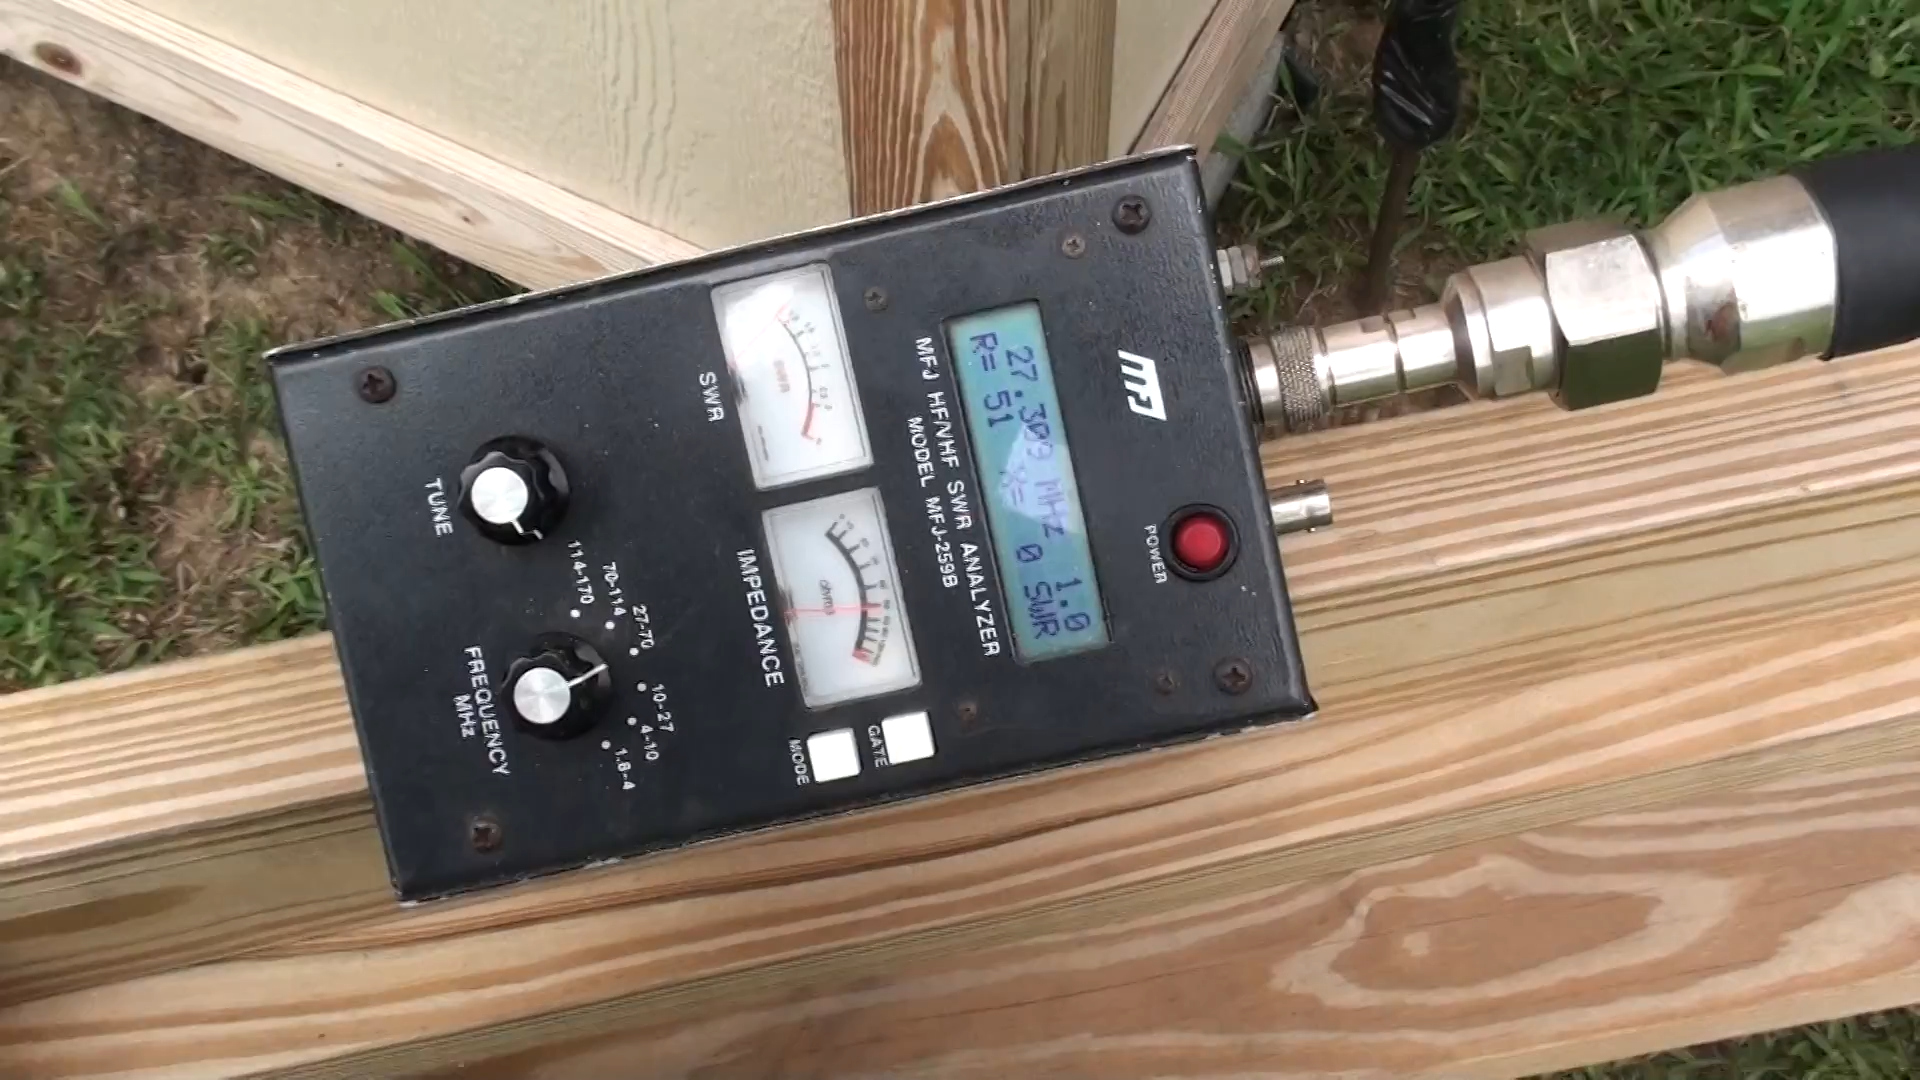 MFJ
27.309 MHz 1.0
R= 51 X= 0 SWR
MFJ HF/VHF SWR ANALYZER
MODEL MFJ-259B
POWER
SWR
IMPEDANCE
GATE
MODE
TUNE
FREQUENCY
MHz
114-170
70-114
27-70
10-27
4-10
1.8-4
SWR